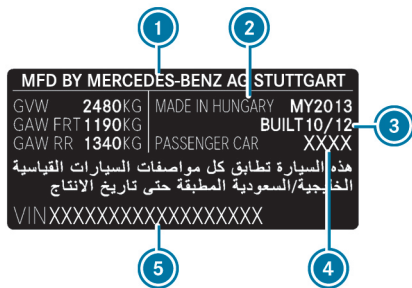 1
2
MFD BY MERCEDES-BENZ AG STUTTGART
GVW 2480KG MADE IN HUNGARY MY2013
GAW FRT 1190KG BUILT 10/12
3
GAW RR 1340KG PASSENGER CAR XXXX
هذه السيارة تطابق كل مواصفات السيارات القياسية
الخليجية/السعودية المطبقة حتى تاريخ الانتاج
VINXXXXXXXXXXXXXXXXX
5
4